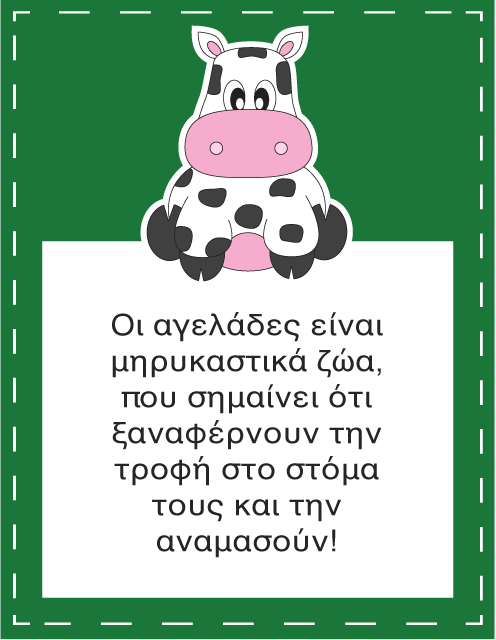 Οι αγελάδες είναι
μηρυκαστικά ζώα,
που σημαίνει ότι
ξαναφέρνουν την
τροφή στο στόμα
τους και την
αναμασούν!